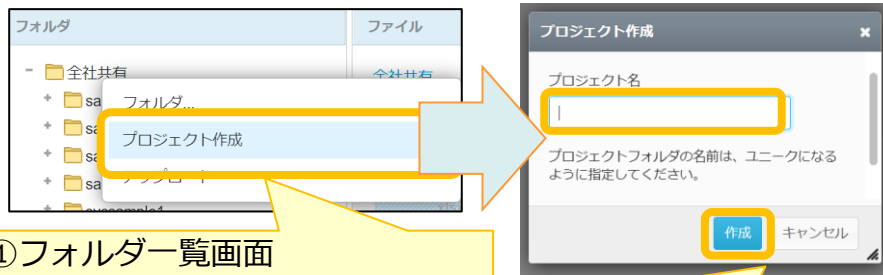 フォルダ
ファイル
全社共有
全社共有
sa
sa
sa
sa
フォルダ...
プロジェクト作成
プロジェクト作成
プロジェクト名
プロジェクトフォルダの名前は、ユニークになる
ように指定してください。
作成
キャンセル
①フォルダ一覧画面